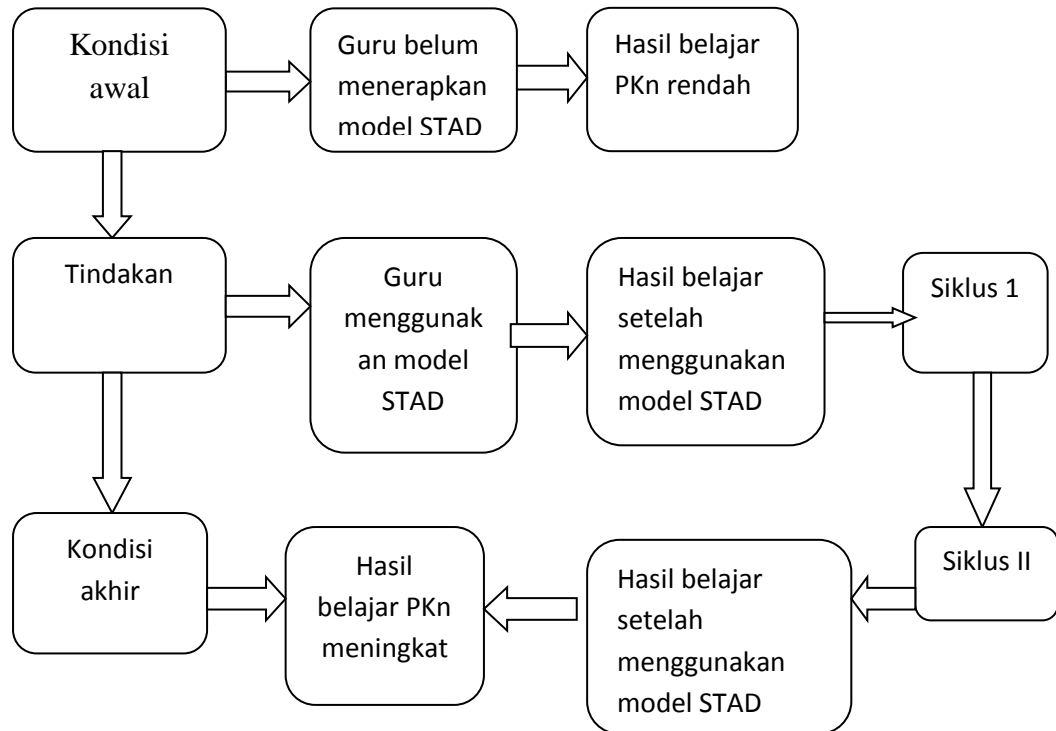 Kondisi
awal
Guru belum
menerapkan
model STAD
Hasil belajar
PKn rendah
Tindakan
Guru
menggunak
an model
STAD
Hasil belajar
setelah
menggunakan
model STAD
Siklus 1
Kondisi
akhir
Hasil
belajar PKn
meningkat
Hasil belajar
setelah
menggunakan
model STAD
Siklus II